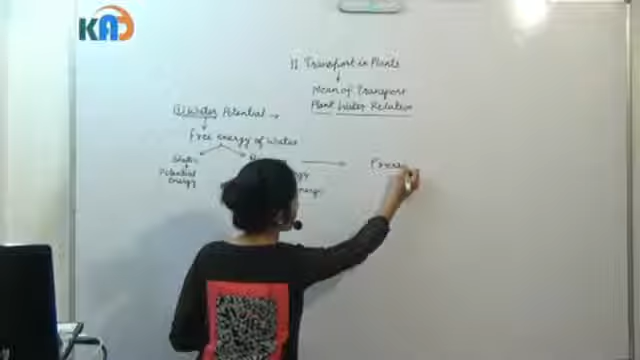 KAD
11 Transport in Plants
Mean of Transport
Plant Water Relation
① Water Potential →
Free energy of water
Static
Potential
Energy